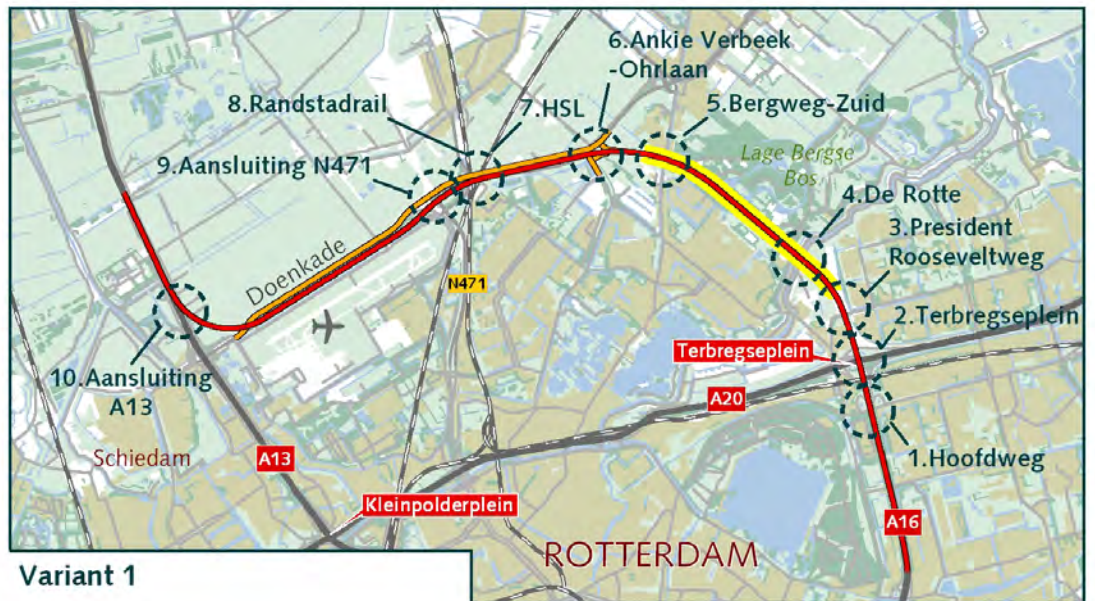 6.Ankie Verbeek
-Ohrlaan
8.Randstadrail
7.HSL
5.Bergweg-Zuid
9.Aansluiting N471
Lage Bergse
Bos
4.De Rotte
3.President
Rooseveltweg
Doenkade
N471
2.Terbregseplein
Terbregseplein
10.Aansluiting
A13
A20
Schiedam
A13
1.Hoofdweg
Kleinpolderplein
A16
ROTTERDAM
Variant 1